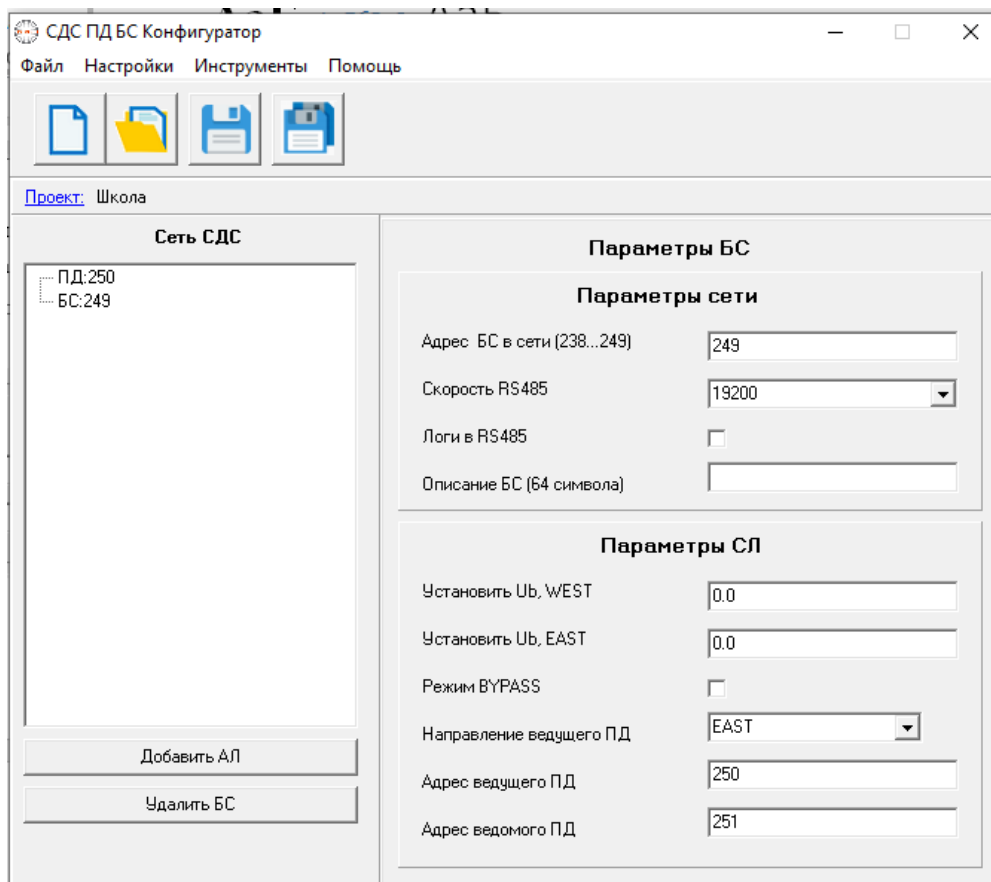 СДС ПД БС Конфигуратор
Файл Настройки Инструменты Помощь
Проект: Школа
Сеть СДС
ПД:250
БС:249
Добавить АЛ
Удалить БС
Параметры БС
Параметры сети
Адрес БС в сети (238...249) 249
Скорость RS485 19200
Логи в RS485
Описание БС (64 символа)
Параметры СЛ
Установить Ub, WEST 0.0
Установить Ub, EAST 0.0
Режим BYPASS
Направление ведущего ПД EAST
Адрес ведущего ПД 250
Адрес ведомого ПД 251